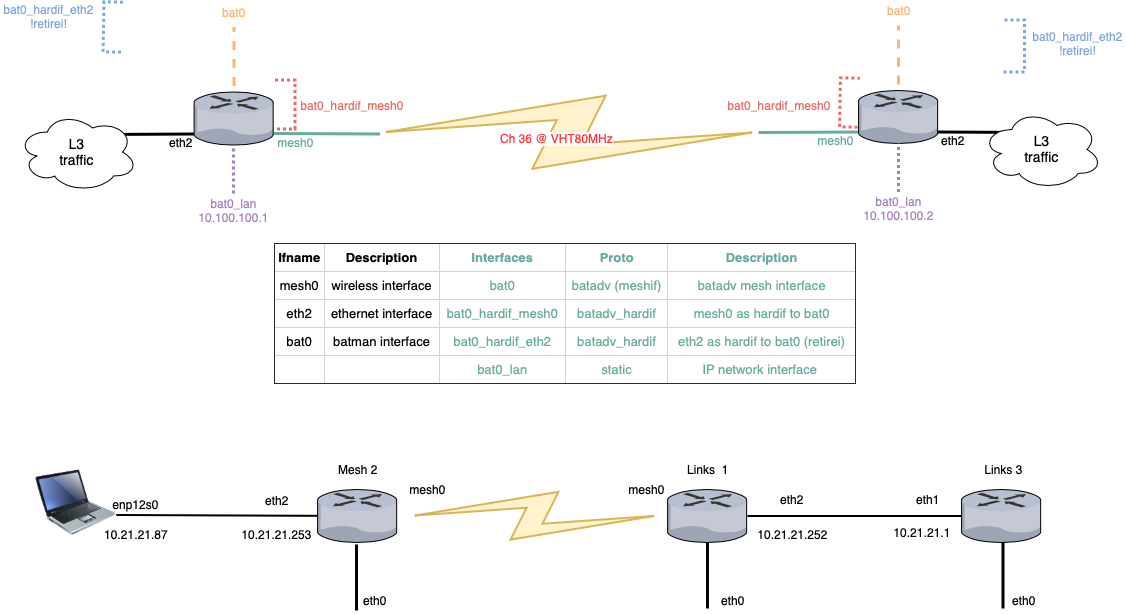 bat0_hardif_eth2
!retirei!
bat0
bat0
bat0_hardif_eth2
!retirei!
bat0_hardif_mesh0
bat0_hardif_mesh0
Ch 36 @ VHT80MHz
L3
traffic
eth2
mesh0
mesh0
eth2
L3
traffic
bat0_lan
10.100.100.1
bat0_lan
10.100.100.2
Ifname Description Interfaces Proto Description
mesh0 wireless interface bat0 batadv (meshif) batadv mesh interface
eth2 ethernet interface bat0_hardif_mesh0 batadv_hardif mesh0 as hardif to bat0
bat0 batman interface bat0_hardif_eth2 batadv_hardif eth2 as hardif to bat0 (retirei)
bat0_lan static IP network interface
Mesh 2
Links 1
Links 3
enp12s0
eth2
mesh0
mesh0
eth2
eth1
10.21.21.87
10.21.21.253
10.21.21.252
10.21.21.1
eth0
eth0
eth0